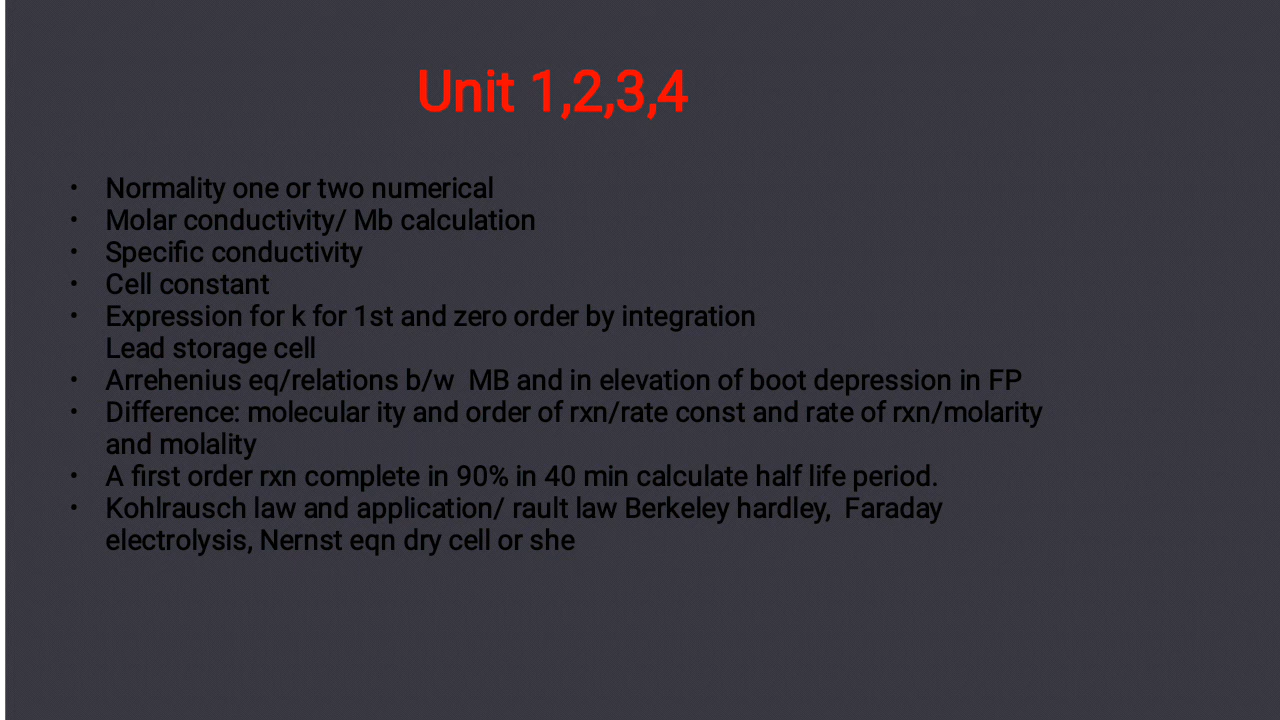 Unit 1,2,3,4
• Normality one or two numerical
• Molar conductivity/ Mb calculation
• Specific conductivity
• Cell constant
• Expression for k for 1st and zero order by integration
Lead storage cell
• Arrehenius eq/relations b/w  MB and in elevation of boot depression in FP
• Difference: molecular ity and order of rxn/rate const and rate of rxn/molarity
and molality
• A first order rxn complete in 90% in 40 min calculate half life period.
• Kohlrausch law and application/ rault law Berkeley hardley,  Faraday
electrolysis, Nernst eqn dry cell or she